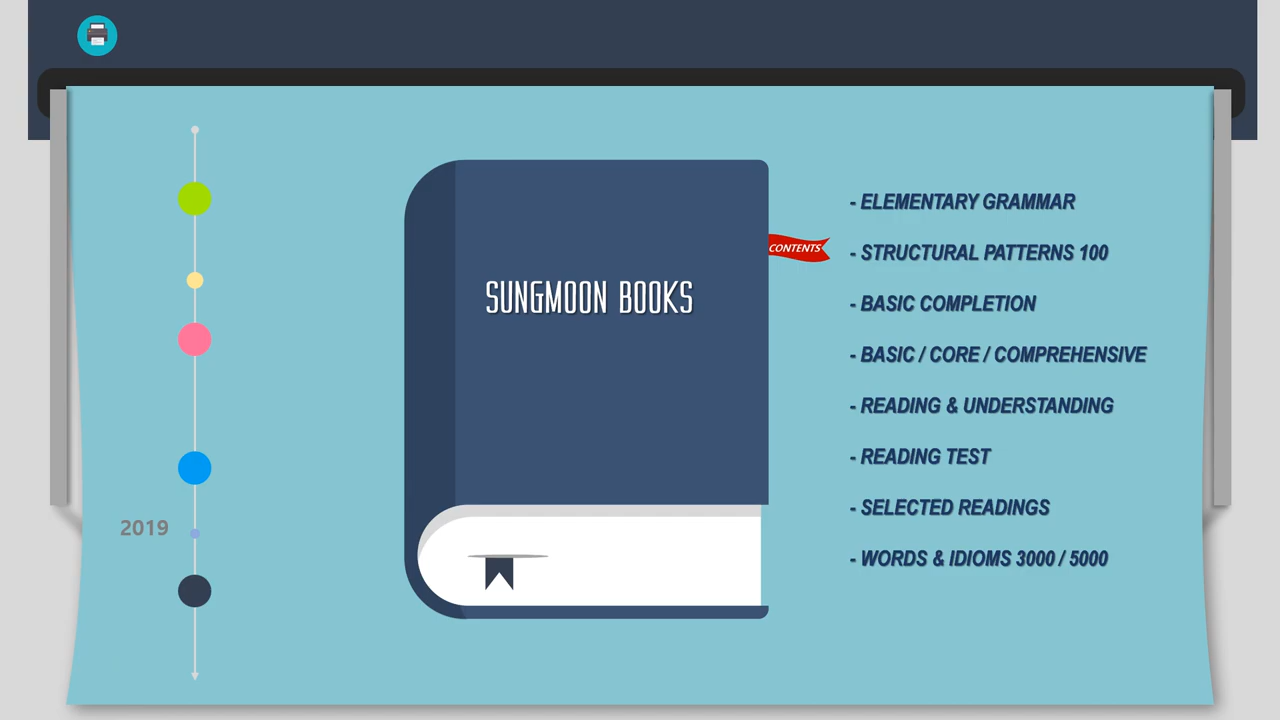 SUNGMOON BOOKS
CONTENTS
- ELEMENTARY GRAMMAR
- STRUCTURAL PATTERNS 100
- BASIC COMPLETION
- BASIC / CORE / COMPREHENSIVE
- READING & UNDERSTANDING
- READING TEST
- SELECTED READINGS
- WORDS & IDIOMS 3000 / 5000
2019